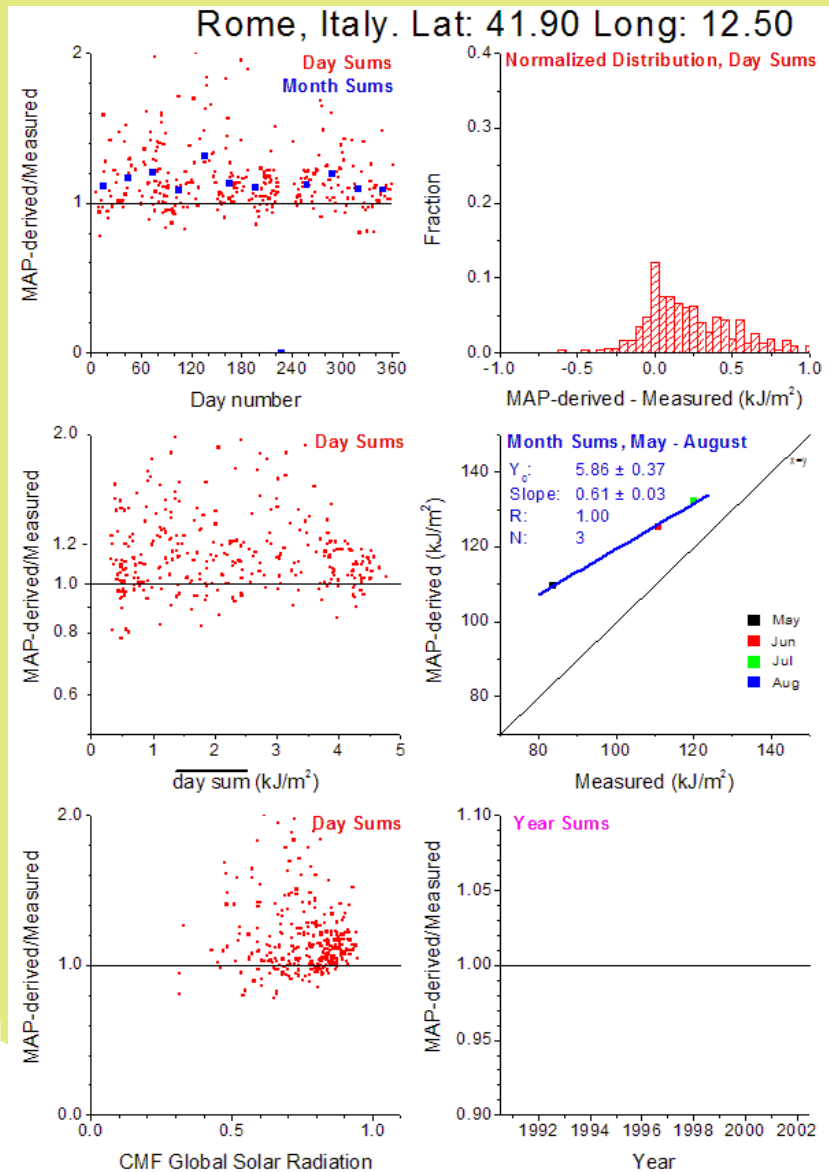 Rome, Italy. Lat: 41.90 Long: 12.50
Day Sums
Month Sums
MAP-derived/Measured
2
1
0
0 60 120 180 240 300 360
Day number
Normalized Distribution, Day Sums
Fraction
0.4
0.3
0.2
0.1
0.0
-1.0 -0.5 0.0 0.5 1.0
MAP-derived - Measured (kJ/m²)
Day Sums
MAP-derived/Measured
2.0
1.2
1.0
0.8
0.6
0 1 2 3 4 5
day sum (kJ/m²)
Month Sums, May - August
Y₀: 5.86 ± 0.37
Slope: 0.61 ± 0.03
R: 1.00
N: 3
x=y
MAP-derived (kJ/m²)
140
120
100
80
May
Jun
Jul
Aug
80 100 120 140
Measured (kJ/m²)
Day Sums
MAP-derived/Measured
2.0
1.0
0.0
0.0 0.5 1.0
CMF Global Solar Radiation
Year Sums
MAP-derived/Measured
1.10
1.05
1.00
0.95
0.90
1992 1994 1996 1998 2000 2002
Year